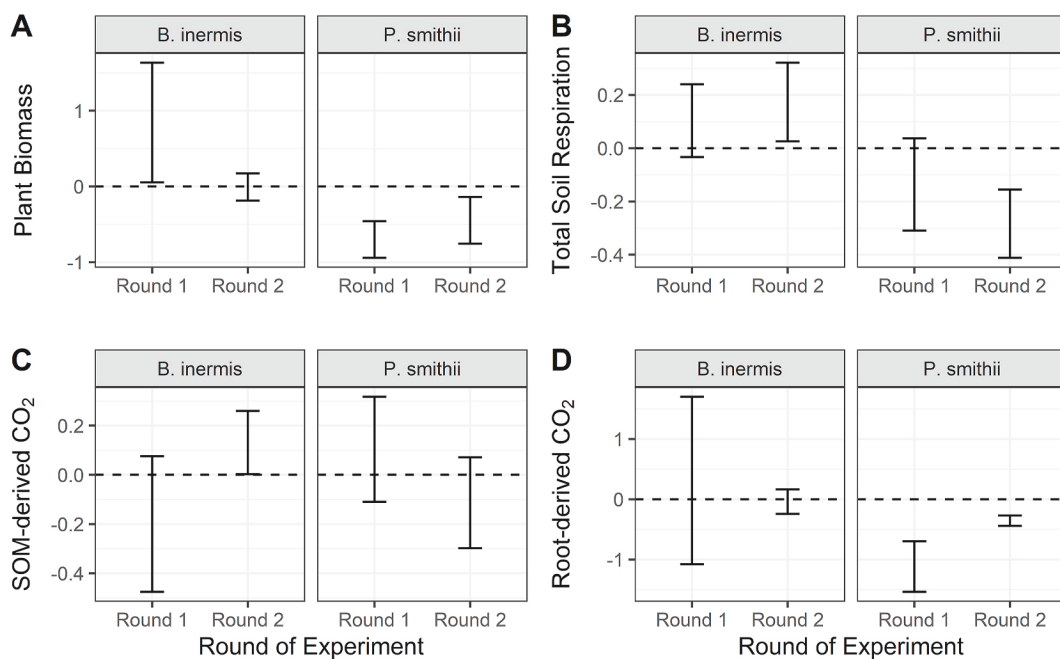 A
B. inermis
P. smithii
Plant Biomass
1
0
-1
Round 1
Round 2
Round 1
Round 2
B
B. inermis
P. smithii
Total Soil Respiration
0.2
0.0
-0.2
-0.4
Round 1
Round 2
Round 1
Round 2
C
B. inermis
P. smithii
SOM-derived CO₂
0.2
0.0
-0.2
-0.4
Round 1
Round 2
Round 1
Round 2
Round of Experiment
D
B. inermis
P. smithii
Root-derived CO₂
1
0
-1
Round 1
Round 2
Round 1
Round 2
Round of Experiment